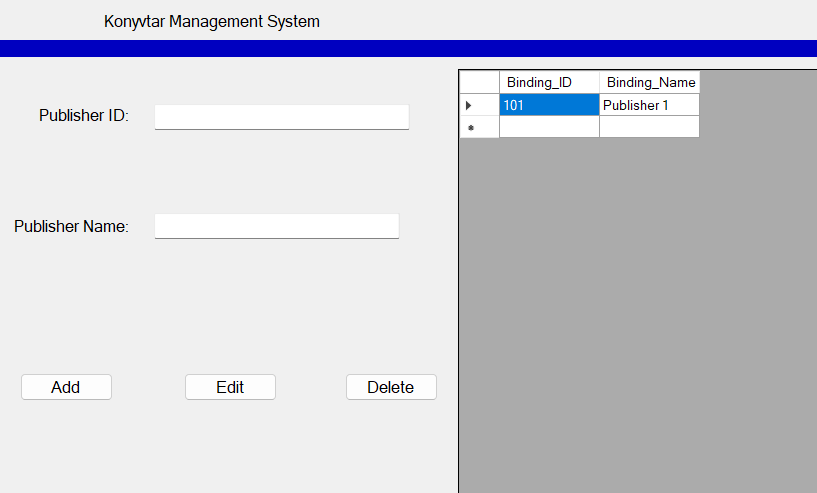 Konyvtar Management System
Publisher ID:
Publisher Name:
Add Edit Delete
Binding_ID Binding_Name
101 Publisher 1